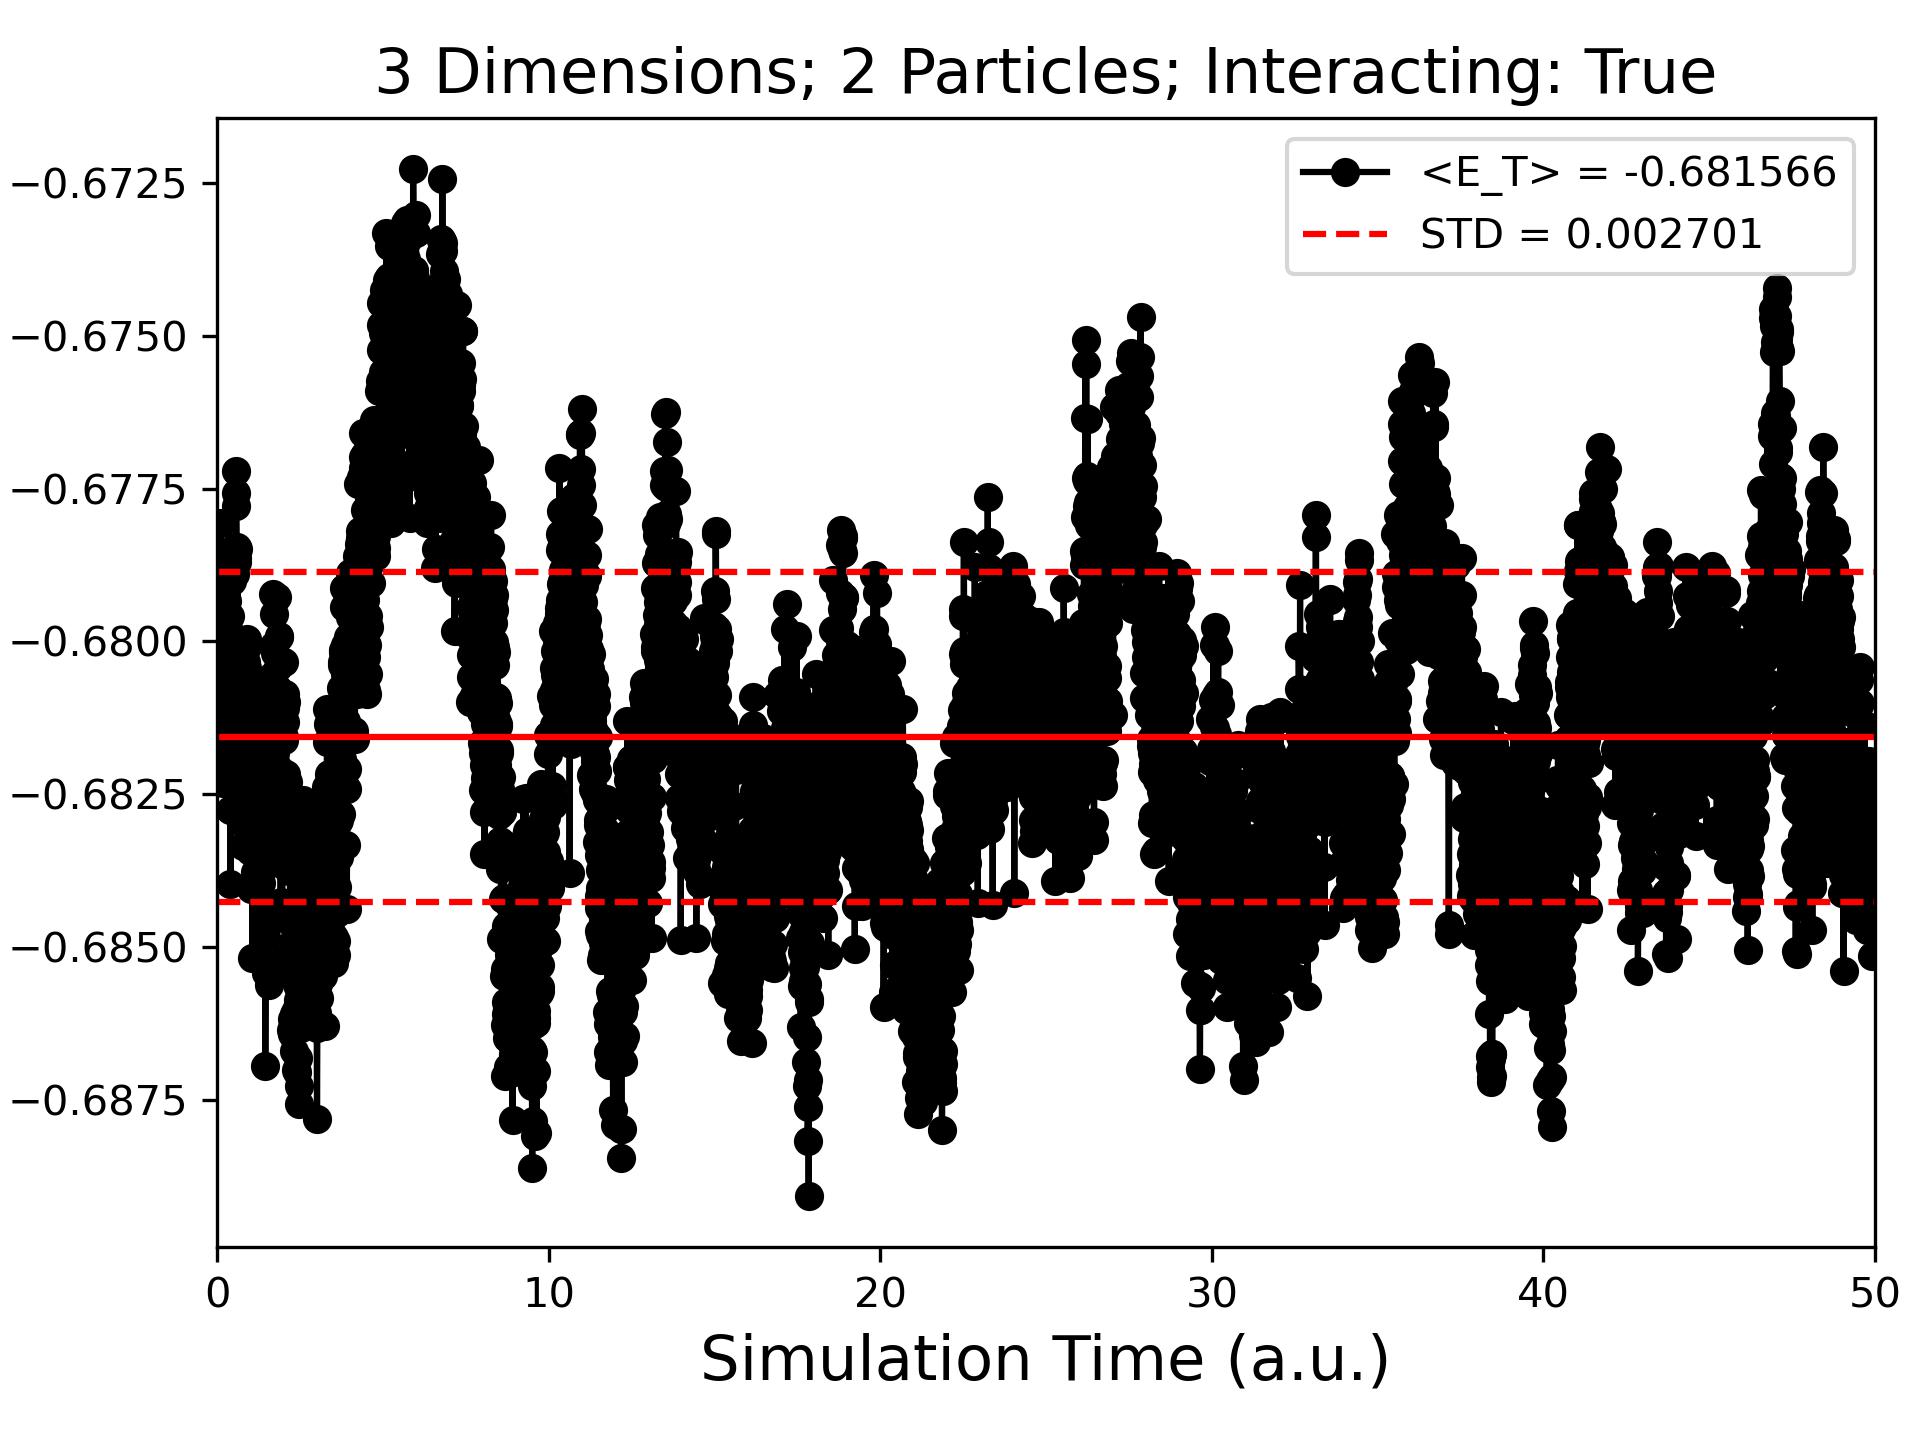 3 Dimensions; 2 Particles; Interacting: True
<E_T> = -0.681566
STD = 0.002701
−0.6725
−0.6750
−0.6775
−0.6800
−0.6825
−0.6850
−0.6875
0 10 20 30 40 50
Simulation Time (a.u.)